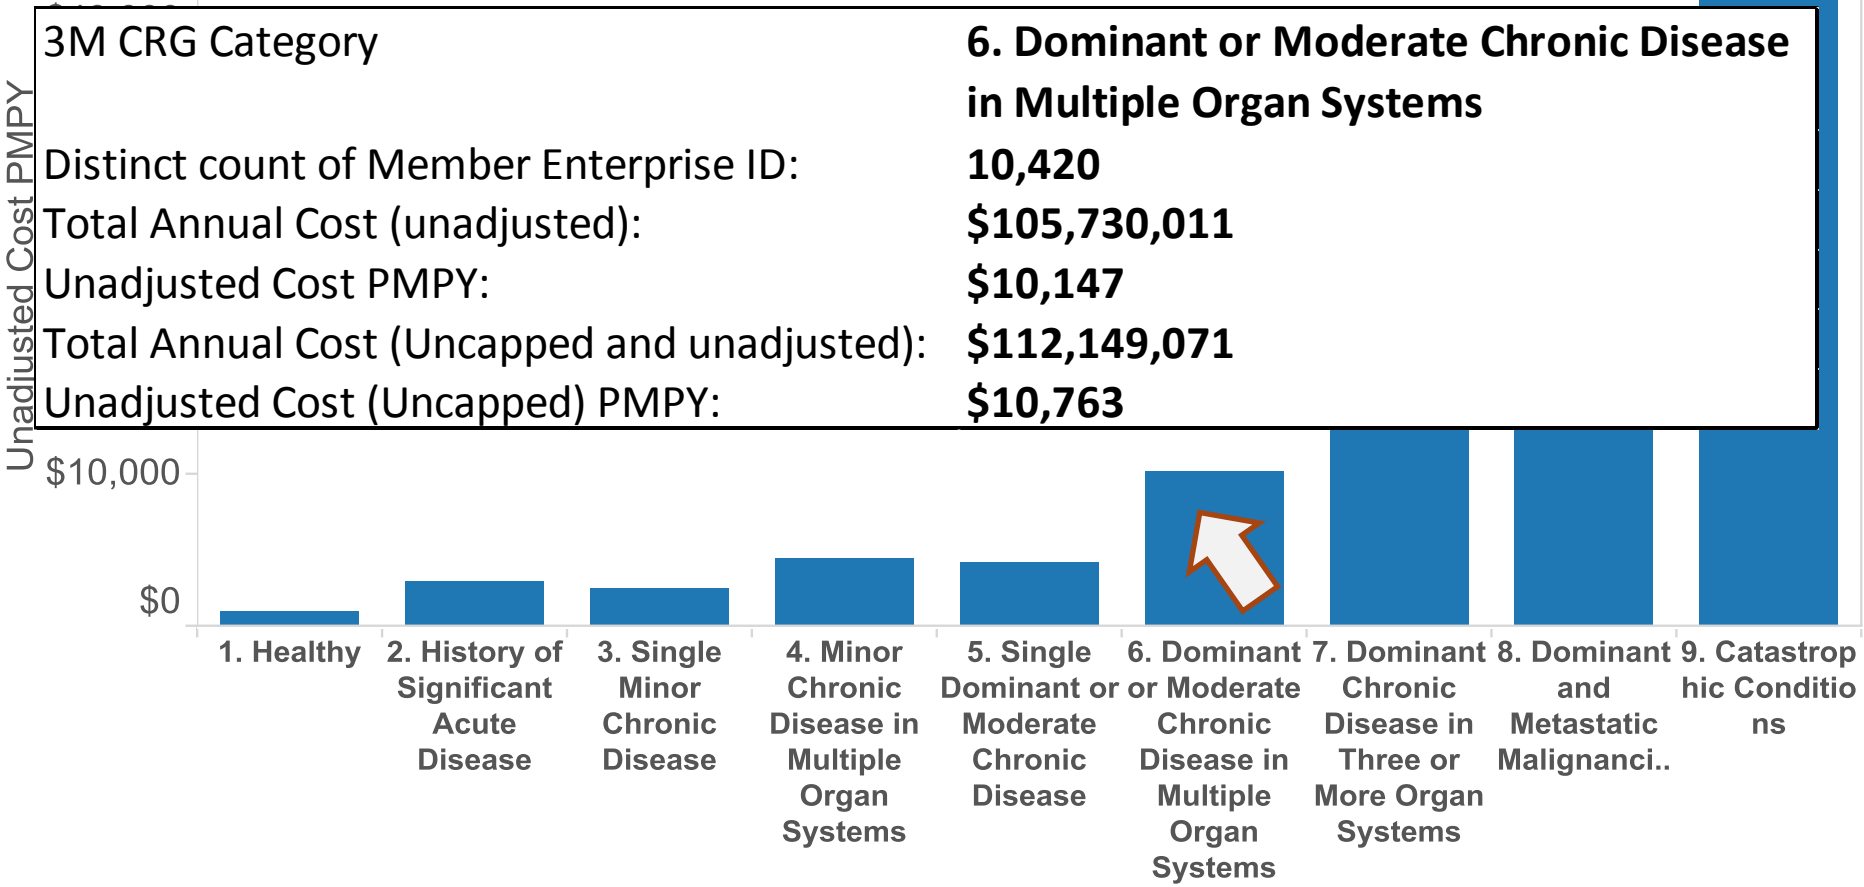 3M CRG Category
6. Dominant or Moderate Chronic Disease
in Multiple Organ Systems
Distinct count of Member Enterprise ID:
10,420
Total Annual Cost (unadjusted):
$105,730,011
Unadjusted Cost PMPY:
$10,147
Total Annual Cost (Uncapped and unadjusted):
$112,149,071
Unadjusted Cost (Uncapped) PMPY:
$10,763
Unadjusted Cost PMPY
$10,000
$0
1. Healthy
2. History of
Significant
Acute
Disease
3. Single
Minor
Chronic
Disease
4. Minor
Chronic
Disease in
Multiple
Organ
Systems
5. Single
Dominant or
Moderate
Chronic
Disease
6. Dominant
or Moderate
Chronic
Disease in
Multiple
Organ
Systems
7. Dominant
Chronic
Disease in
Three or
More Organ
Systems
8. Dominant
and
Metastatic
Malignanci..
9. Catastrop
hic Conditio
ns